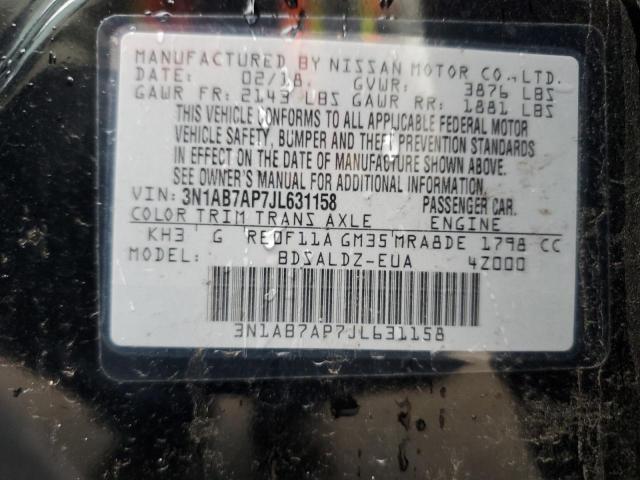 MANUFACTURED BY NISSAN MOTOR CO.,LTD.
DATE: 02/18 GVWR: 3876 LBS
GAWR FR: 2143 LBS GAWR RR: 1881 LBS
THIS VEHICLE CONFORMS TO ALL APPLICABLE FEDERAL MOTOR
VEHICLE SAFETY, BUMPER AND THEFT PREVENTION STANDARDS
IN EFFECT ON THE DATE OF MANUFACTURE SHOWN ABOVE.
SEE OWNER'S MANUAL FOR ADDITIONAL INFORMATION.
VIN: 3N1AB7AP7JL631158 PASSENGER CAR.
COLOR TRIM TRANS AXLE ENGINE
KH3 G RE0F11A GM35 MRA8DE 1798 CC
MODEL: BDSALDZ-EUA 4Z000
3N1AB7AP7JL631158